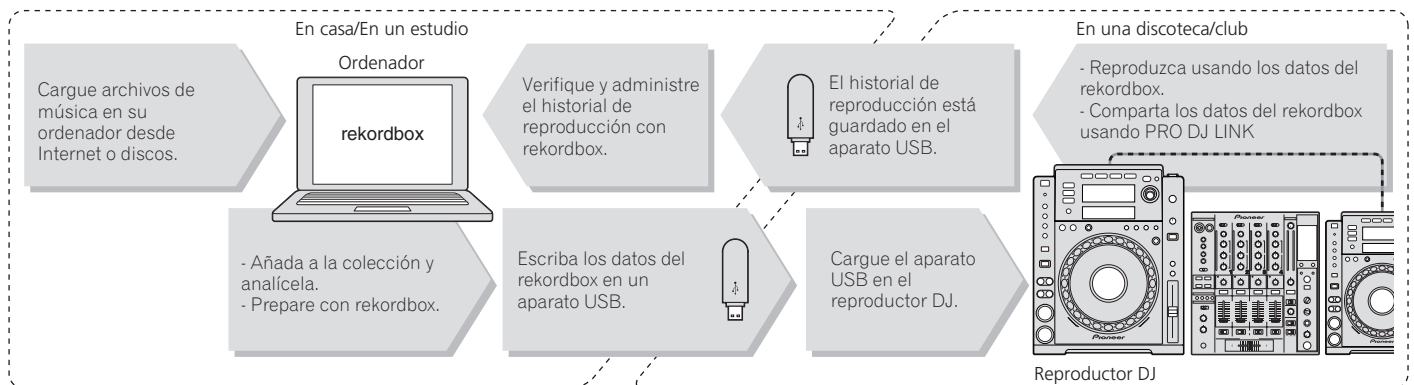 En casa/En un estudio
En una discoteca/club
Cargue archivos de
música en su
ordenador desde
Internet o discos.
Ordenador
rekordbox
Verifique y administre
el historial de
reproducción con
rekordbox.
El historial de
reproducción está
guardado en el
aparato USB.
- Reproduzca usando los datos del
rekordbox.
- Comparta los datos del rekordbox
usando PRO DJ LINK
- Añada a la colección y
analícela.
- Prepare con rekordbox.
Escriba los datos del
rekordbox en un
aparato USB.
Cargue el aparato
USB en el
reproductor DJ.
Pioneer
Pioneer
Pioneer
Reproductor DJ